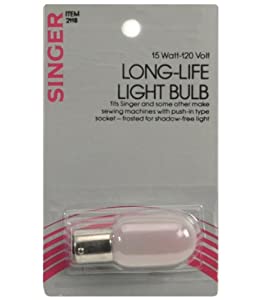 SINGER
ITEM
2118
15 Watt-120 Volt
LONG-LIFE
LIGHT BULB
fits Singer and some other make
sewing machines with push-in type
socket – frosted for shadow-free light